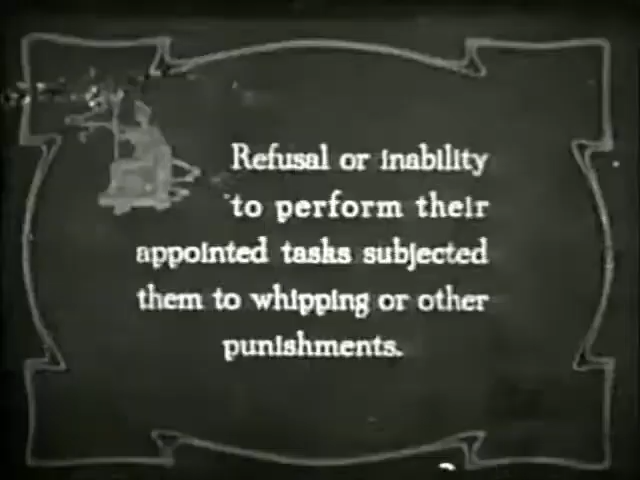 Refusal or inability
to perform their
appointed tasks subjected
them to whipping or other
punishments.